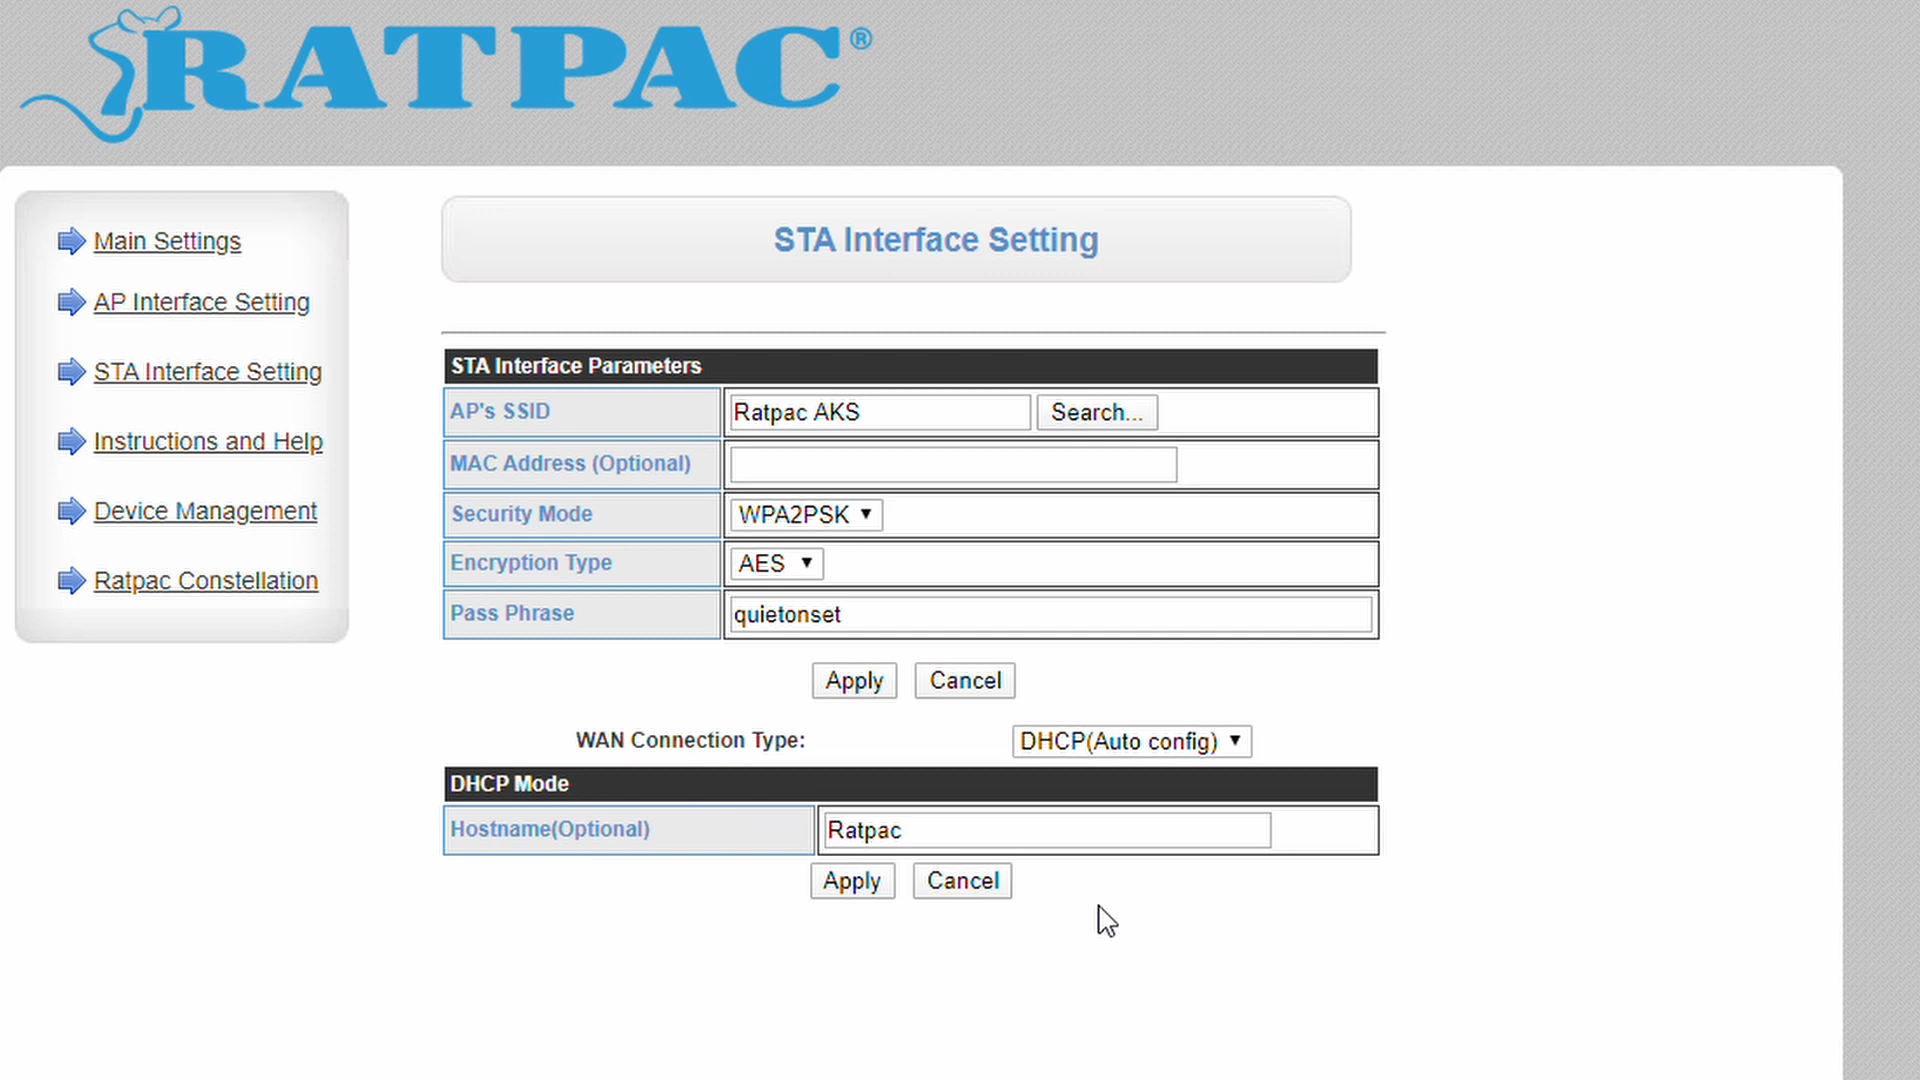 RATPAC®
Main Settings
AP Interface Setting
STA Interface Setting
Instructions and Help
Device Management
Ratpac Constellation
STA Interface Setting
STA Interface Parameters
AP's SSID Ratpac AKS Search...
MAC Address (Optional)
Security Mode WPA2PSK
Encryption Type AES
Pass Phrase quietonset
Apply Cancel
WAN Connection Type: DHCP(Auto config)
DHCP Mode
Hostname(Optional) Ratpac
Apply Cancel